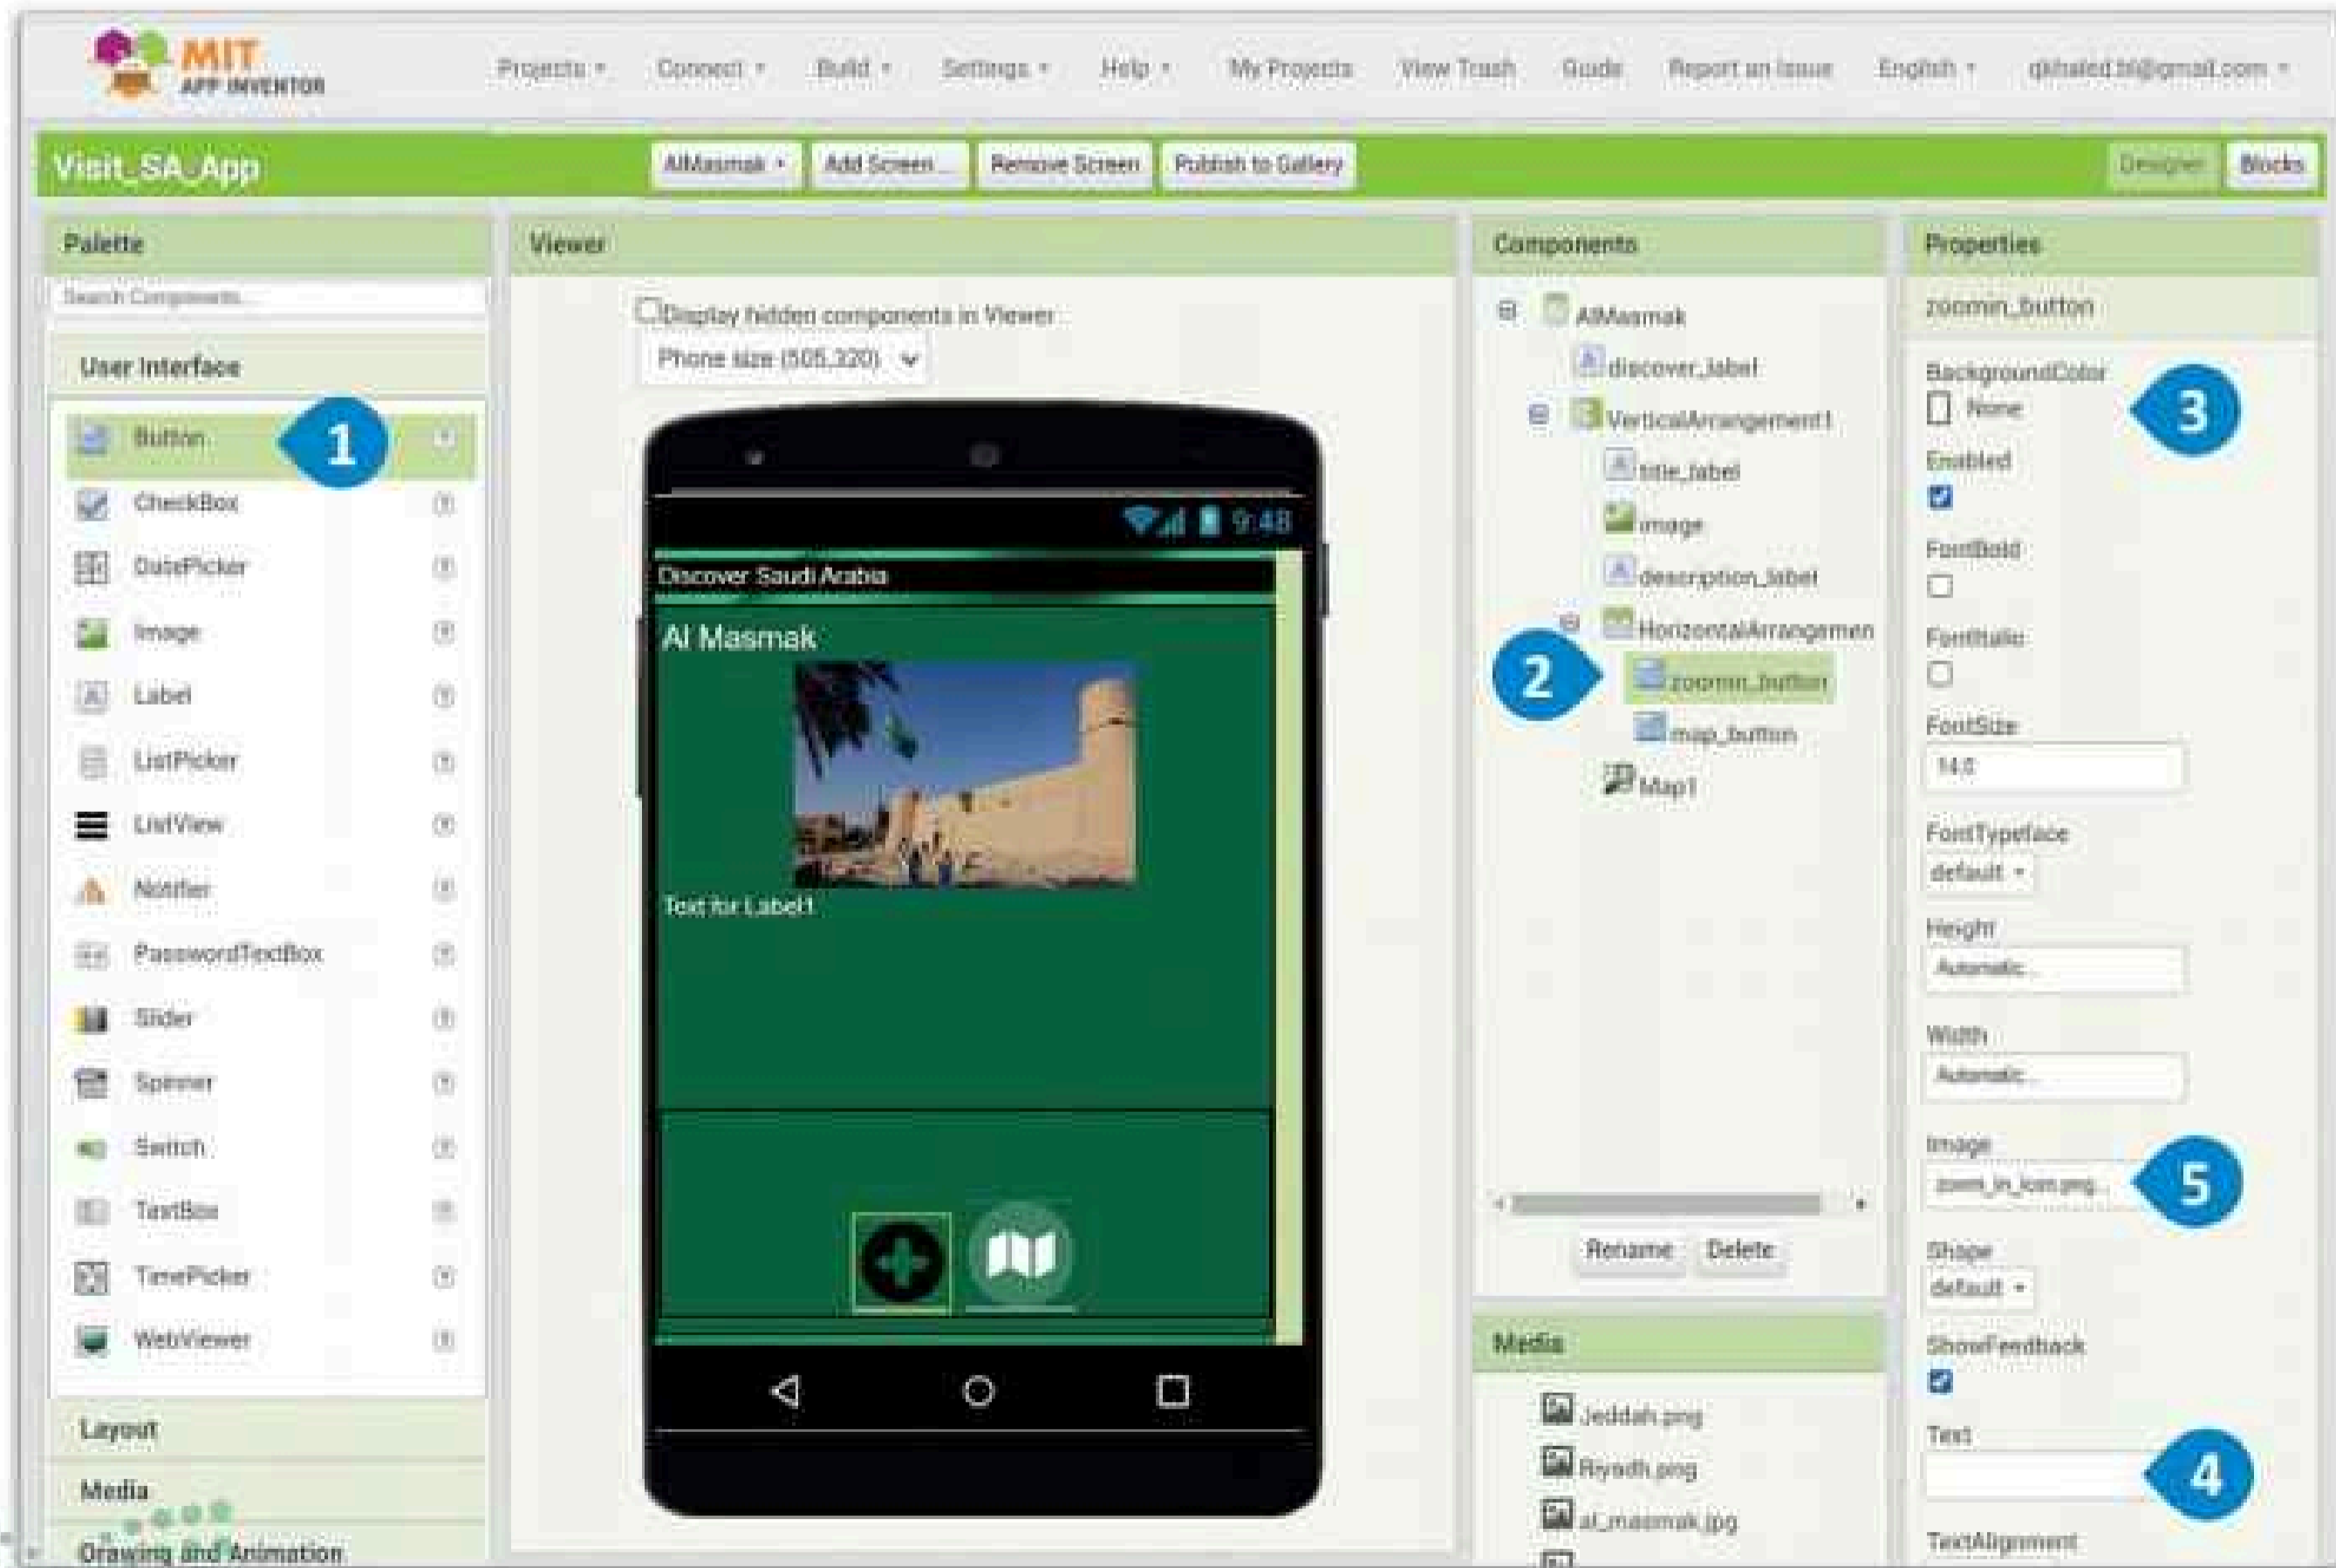 MIT
APP INVENTOR
Projects Connect Build Settings Help My Projects View Trash Guide Report an Issue English
Visit_SA_App
AlMasmak Add Screen ... Remove Screen Publish to Gallery
Designer Blocks
Palette
Search Components...
User Interface
Button 1
CheckBox
DatePicker
Image
Label
ListPicker
ListView
Notifier
PasswordTextBox
Slider
Spinner
Switch
TextBox
TimePicker
WebViewer
Layout
Media
Drawing and Animation
Viewer
Display hidden components in Viewer
Phone size (505,320)
9:48
Discover Saudi Arabia
Al Masmak
Text for Label1
Components
AlMasmak
discover_label
VerticalArrangement1
title_label
image
description_label
HorizontalArrangemen
2 zoomin_button
map_button
Map1
Rename Delete
Media
Jeddah.png
Riyadh.png
al_masmak.jpg
Properties
zoomin_button
BackgroundColor
None
3
Enabled
FontBold
FontItalic
FontSize
14.0
FontTypeface
default
Height
Automatic...
Width
Automatic...
Image
zoom_in_icon.png...
5
Shape
default
ShowFeedback
Text
4
TextAlignment